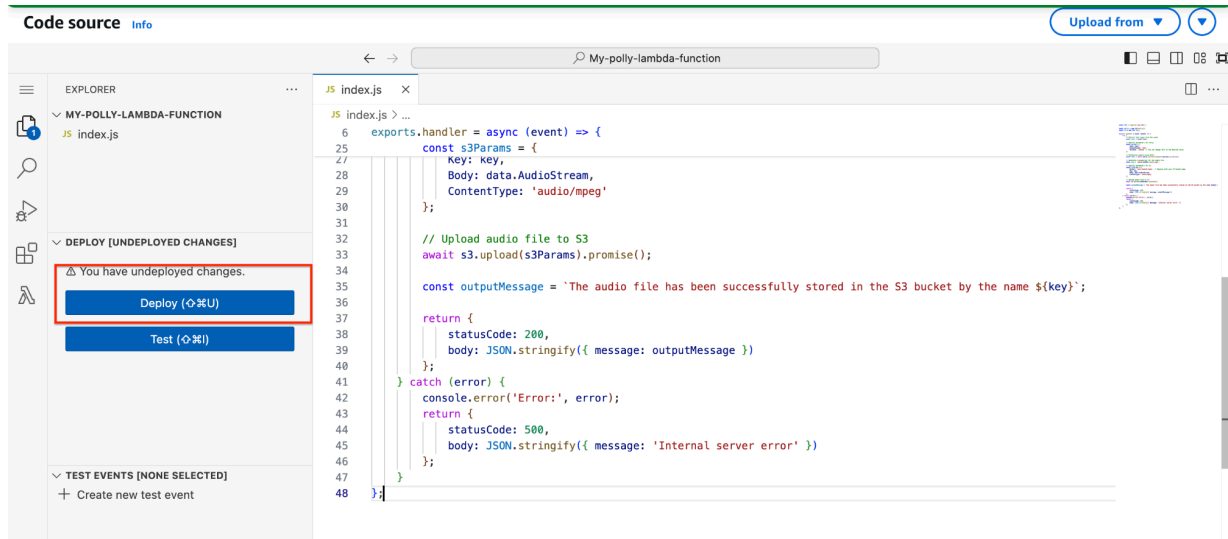 Code source Info
Upload from
My-polly-lambda-function
EXPLORER
JS index.js
MY-POLLY-LAMBDA-FUNCTION
JS index.js
1
JS index.js > ...
6 exports.handler = async (event) => {
25 const s3Params = {
27 Key: key,
28 Body: data.AudioStream,
29 ContentType: 'audio/mpeg'
30 };
31
32 // Upload audio file to S3
33 await s3.upload(s3Params).promise();
34
35 const outputMessage = `The audio file has been successfully stored in the S3 bucket by the name ${key}`;
36
37 return {
38 statusCode: 200,
39 body: JSON.stringify({ message: outputMessage })
40 };
41 } catch (error) {
42 console.error('Error:', error);
43 return {
44 statusCode: 500,
45 body: JSON.stringify({ message: 'Internal server error' })
46 };
47 }
48 };
DEPLOY [UNDEPLOYED CHANGES]
You have undeployed changes.
Deploy (⇧⌘U)
Test (⇧⌘I)
TEST EVENTS [NONE SELECTED]
+ Create new test event